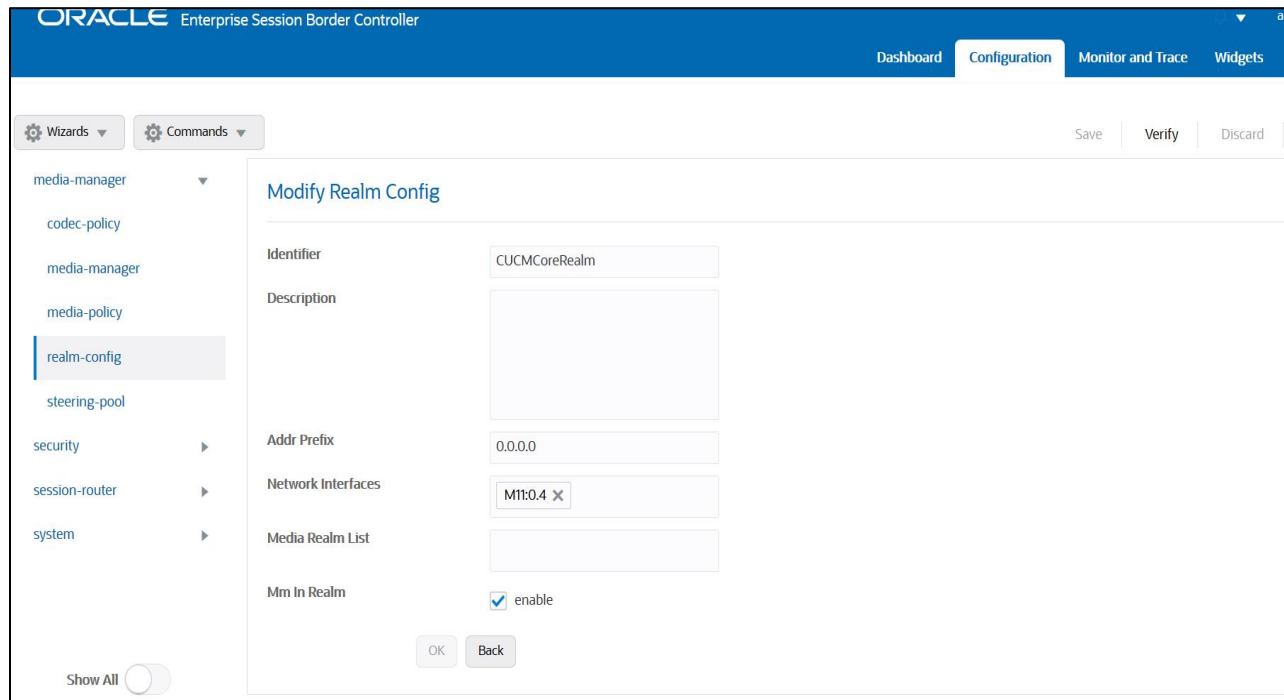 ORACLE Enterprise Session Border Controller
Dashboard Configuration Monitor and Trace Widgets
Wizards Commands Save Verify Discard
media-manager
codec-policy
media-manager
media-policy
realm-config
steering-pool
security
session-router
system
Show All
Modify Realm Config
Identifier CUCMCoreRealm
Description
Addr Prefix 0.0.0.0
Network Interfaces M11:0.4
Media Realm List
Mm In Realm enable
OK Back